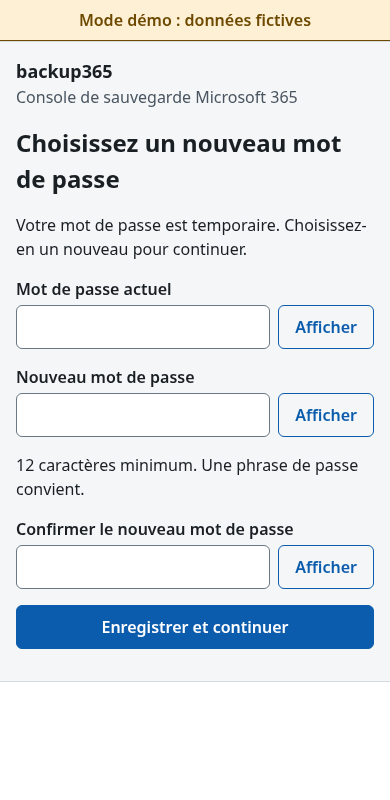 Mode démo : données fictives
backup365
Console de sauvegarde Microsoft 365
Choisissez un nouveau mot
de passe
Votre mot de passe est temporaire. Choisissez-
en un nouveau pour continuer.
Mot de passe actuel
Afficher
Nouveau mot de passe
Afficher
12 caractères minimum. Une phrase de passe
convient.
Confirmer le nouveau mot de passe
Afficher
Enregistrer et continuer